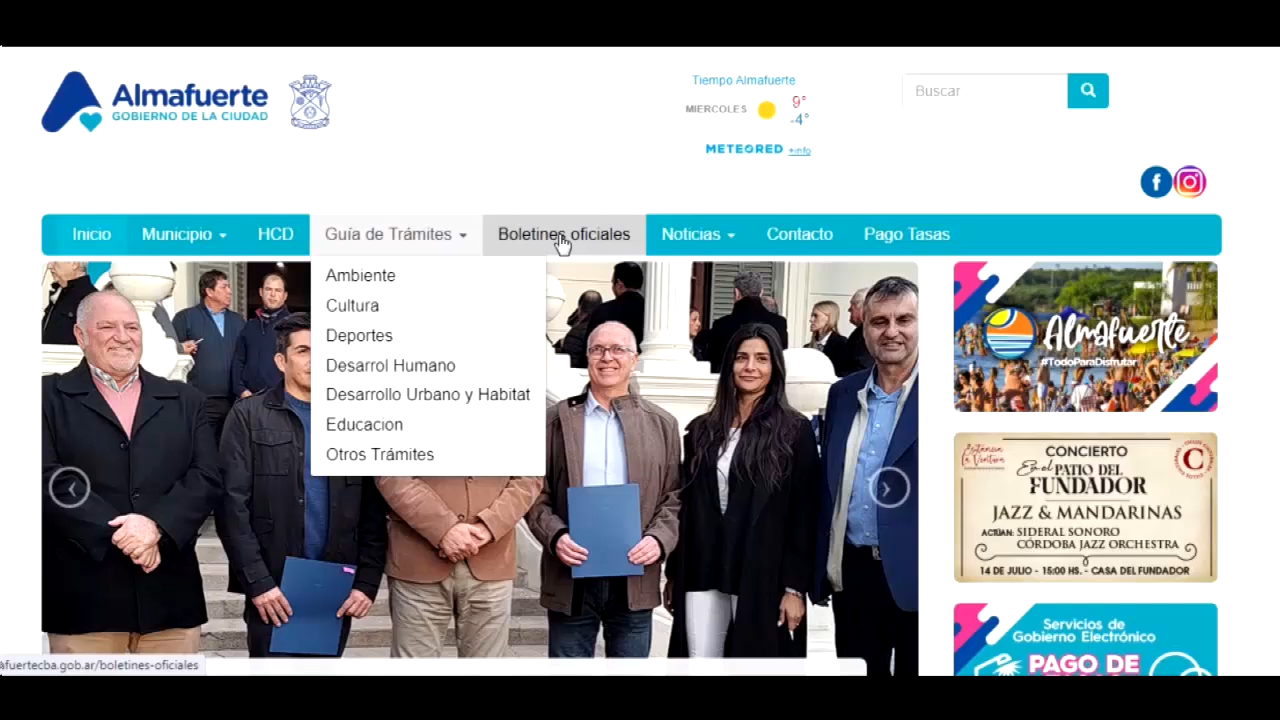 Almafuerte
GOBIERNO DE LA CIUDAD
Tiempo Almafuerte
MIERCOLES
9°
-4°
METEORED +info
Buscar
Inicio Municipio HCD Guía de Trámites Boletines oficiales Noticias Contacto Pago Tasas
Ambiente
Cultura
Deportes
Desarrol Humano
Desarrollo Urbano y Habitat
Educacion
Otros Trámites
Almafuerte
#TodoParaDisfrutar
Estancia
la Ventura
CONCIERTO
En el PATIO DEL
FUNDADOR
JAZZ & MANDARINAS
ACTÚAN: SIDERAL SONORO
CÓRDOBA JAZZ ORCHESTRA
14 DE JULIO - 15:00 HS. - CASA DEL FUNDADOR
Servicios de
Gobierno Electrónico
PAGO DE
afuertecba.gob.ar/boletines-oficiales